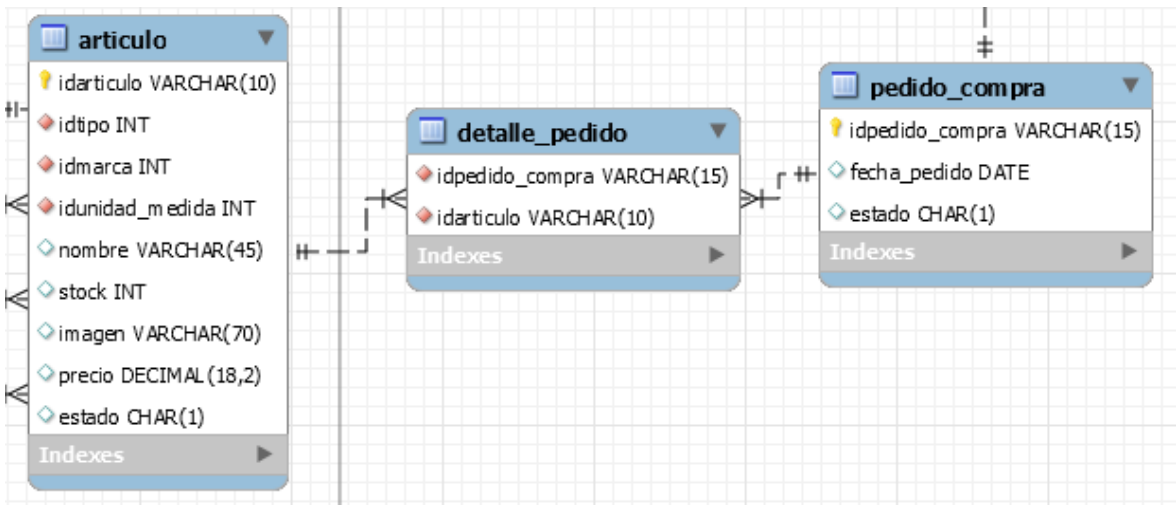 articulo
idarticulo VARCHAR(10)
idtipo INT
idmarca INT
idunidad_medida INT
nombre VARCHAR(45)
stock INT
imagen VARCHAR(70)
precio DECIMAL(18,2)
estado CHAR(1)
Indexes
detalle_pedido
idpedido_compra VARCHAR(15)
idarticulo VARCHAR(10)
Indexes
pedido_compra
idpedido_compra VARCHAR(15)
fecha_pedido DATE
estado CHAR(1)
Indexes